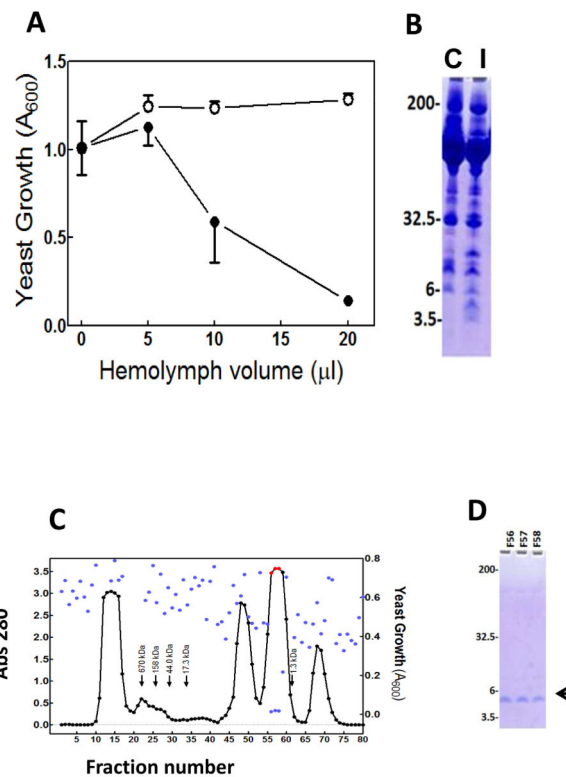 A
1.5
1.0
0.5
0.0
Yeast Growth (A600)
0
5
10
15
20
Hemolymph volume (µl)
B
C I
200-
32.5-
6-
3.5-
C
3.5
3.0
2.5
2.0
1.5
1.0
0.5
0.0
Abs 280
670 kDa
158 kDa
44.0 kDa
17.3 kDa
1.3 kDa
0.8
0.6
0.4
0.2
0.0
Yeast Growth (A600)
5 10 15 20 25 30 35 40 45 50 55 60 65 70 75 80
Fraction number
D
F56
F57
F58
200-
32.5-
6-
3.5-